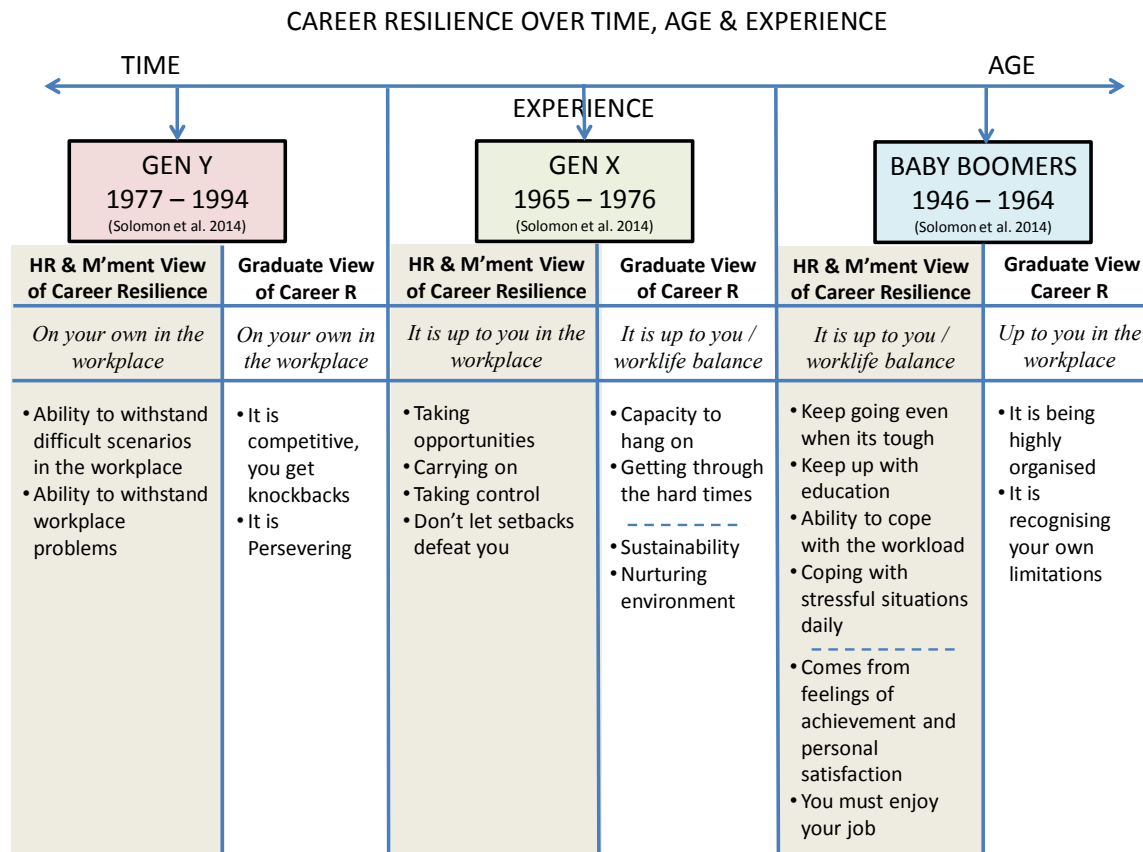 CAREER RESILIENCE OVER TIME, AGE & EXPERIENCE
TIME
AGE
EXPERIENCE
GEN Y
1977 – 1994
(Solomon et al. 2014)
GEN X
1965 – 1976
(Solomon et al. 2014)
BABY BOOMERS
1946 – 1964
(Solomon et al. 2014)
HR & M'ment View
of Career Resilience
On your own in the
workplace
• Ability to withstand
difficult scenarios
in the workplace
• Ability to withstand
workplace
problems
Graduate View
of Career R
On your own in
the workplace
• It is
competitive,
you get
knockbacks
• It is
Persevering
HR & M'ment View
of Career Resilience
It is up to you in the
workplace
• Taking
opportunities
• Carrying on
• Taking control
• Don't let setbacks
defeat you
Graduate View
of Career R
It is up to you /
worklife balance
• Capacity to
hang on
• Getting through
the hard times
• Sustainability
• Nurturing
environment
HR & M'ment View
of Career Resilience
It is up to you /
worklife balance
• Keep going even
when its tough
• Keep up with
education
• Ability to cope
with the workload
• Coping with
stressful situations
daily
• Comes from
feelings of
achievement and
personal
satisfaction
• You must enjoy
your job
Graduate View
Career R
Up to you in the
workplace
• It is being
highly
organised
• It is
recognising
your own
limitations